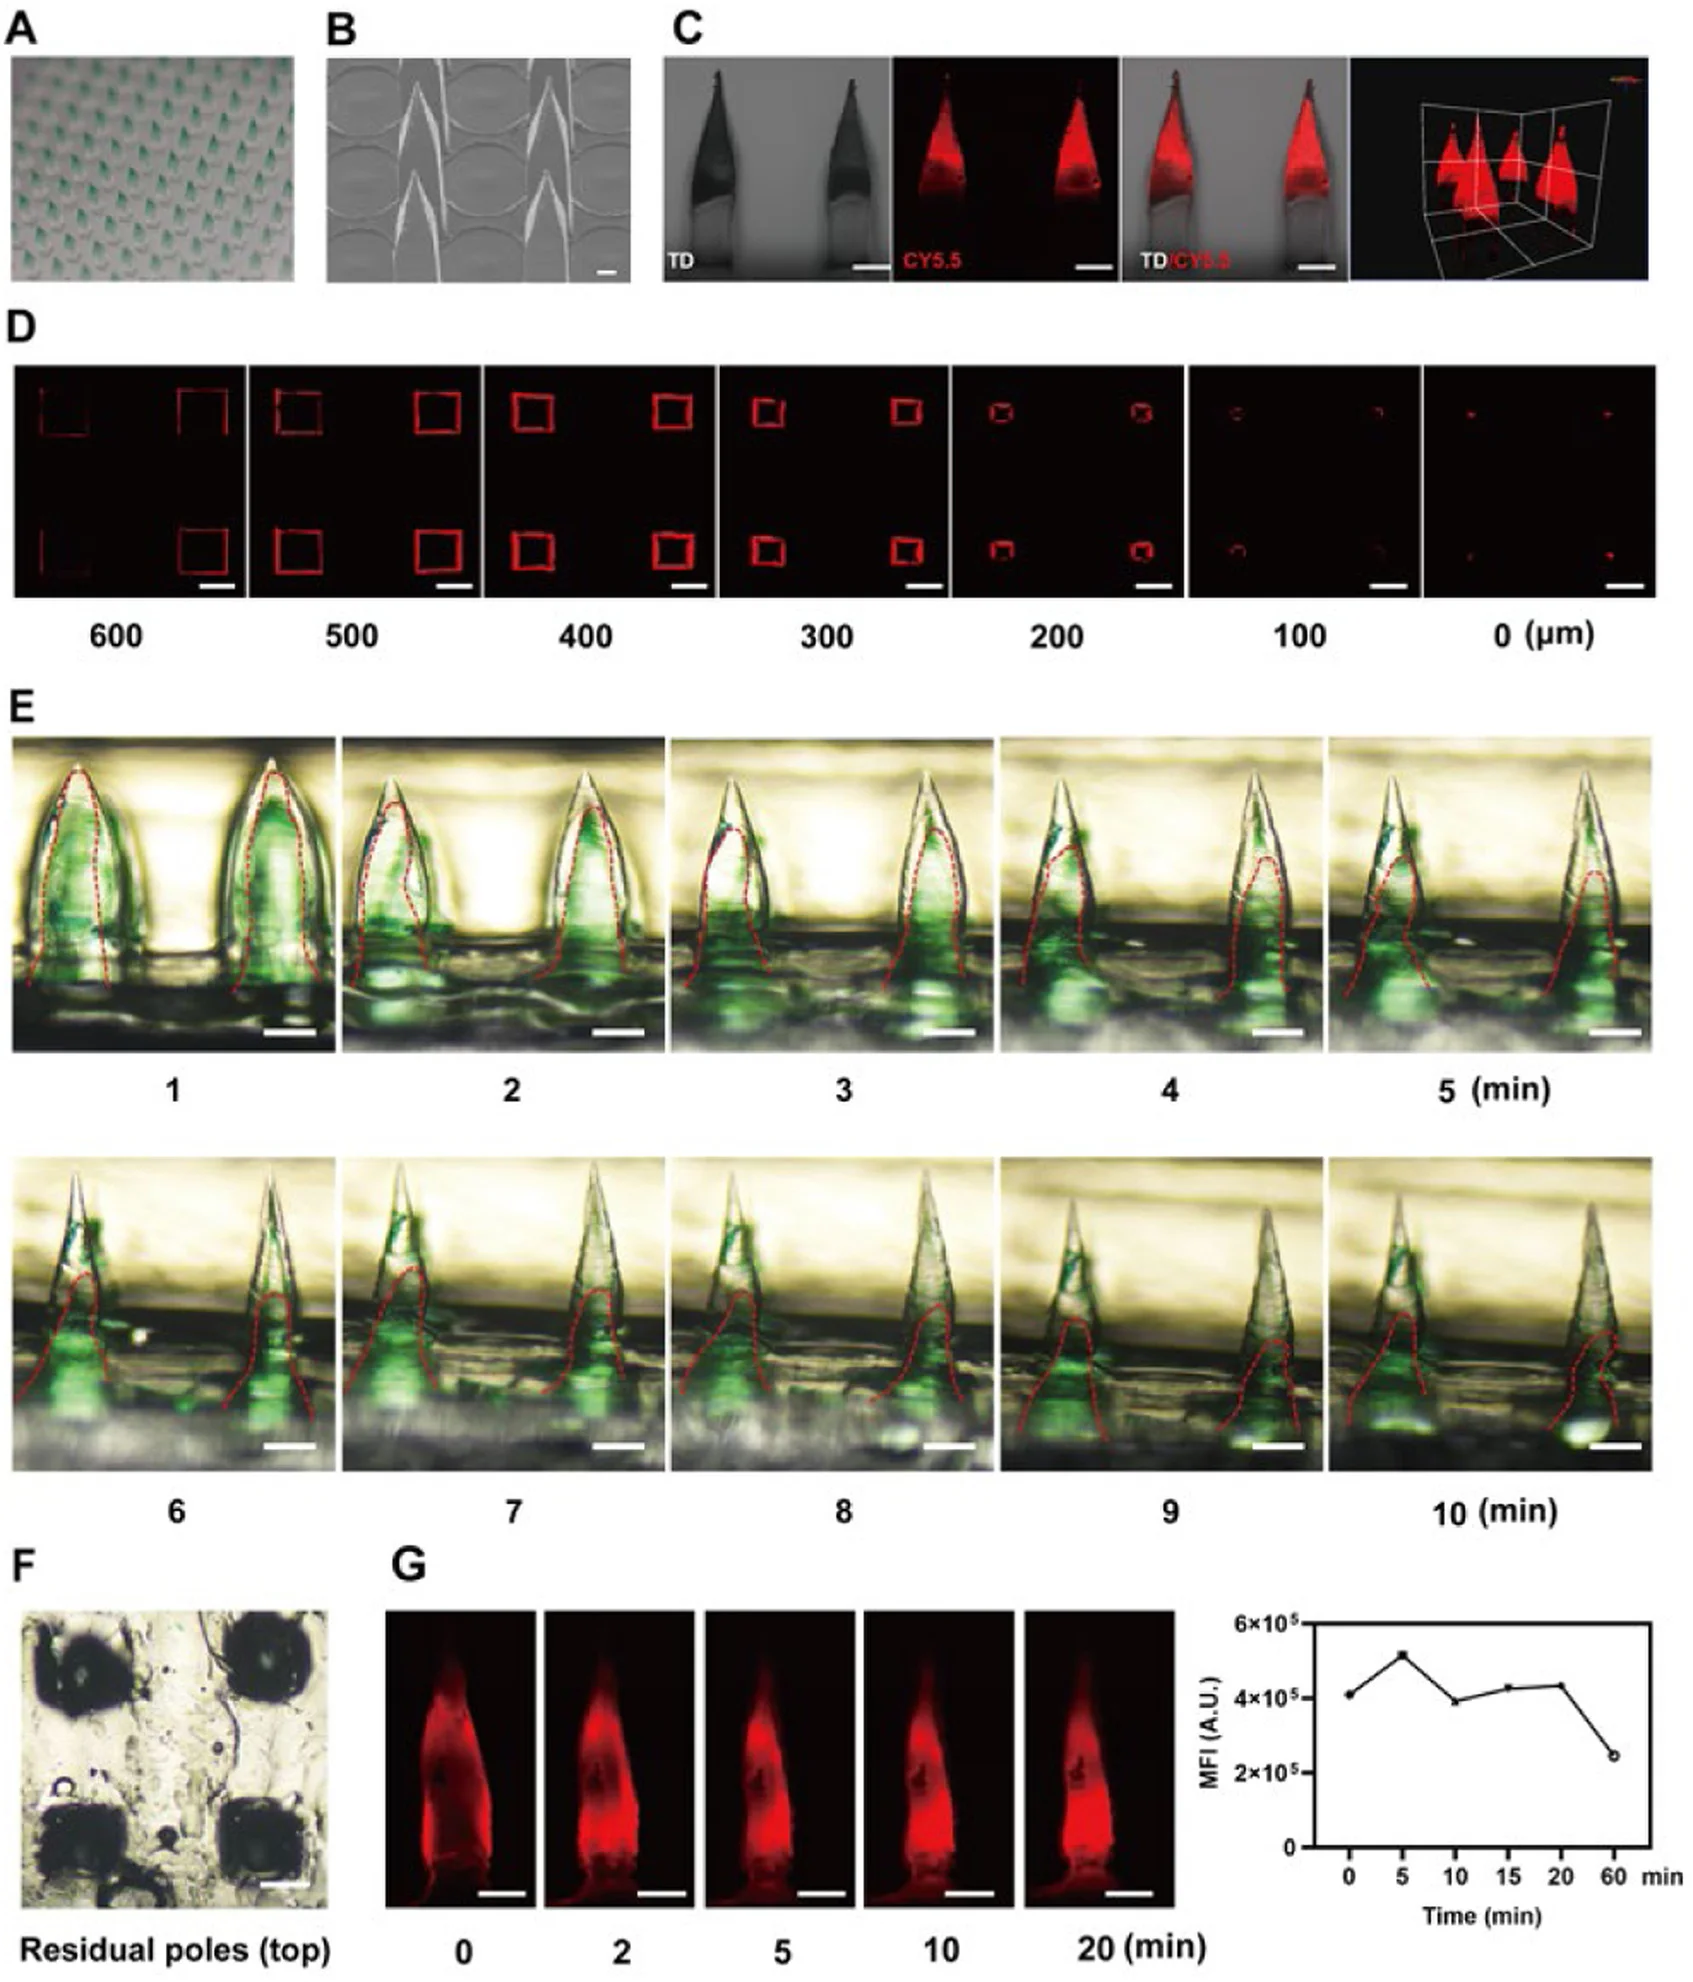 A
B
C
TD
CY5.5
TD/CY5.5
D
600
500
400
300
200
100
0 (μm)
E
1
2
3
4
5 (min)
6
7
8
9
10 (min)
F
Residual poles (top)
G
0
2
5
10
20 (min)
MFI (A.U.)
6×10⁵
4×10⁵
2×10⁵
0
0 5 10 15 20 60 min
Time (min)